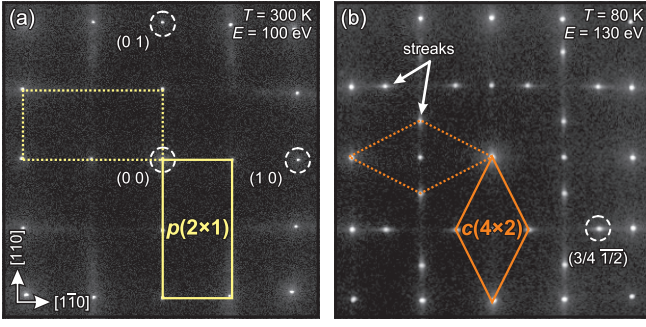 (a)
T = 300 K
E = 100 eV
(0 1)
(0 0)
(1 0)
p(2×1)
[110]
[11̅0]
(b)
T = 80 K
E = 130 eV
streaks
c(4×2)
(3/4 1̅/̅2̅)